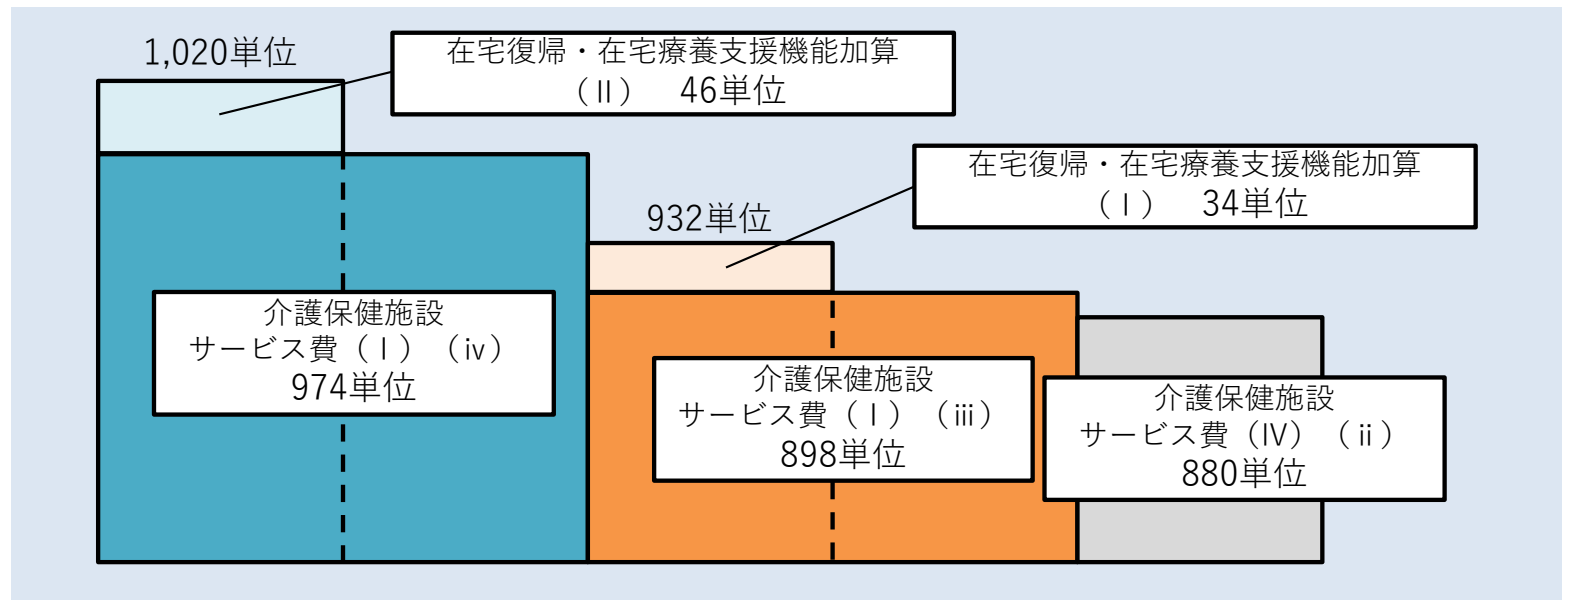 1,020単位
在宅復帰・在宅療養支援機能加算
（Ⅱ）　46単位
在宅復帰・在宅療養支援機能加算
（Ⅰ）　34単位
932単位
介護保健施設
サービス費（Ⅰ）（ⅳ）
974単位
介護保健施設
サービス費（Ⅰ）（ⅲ）
898単位
介護保健施設
サービス費（Ⅳ）（ⅱ）
880単位